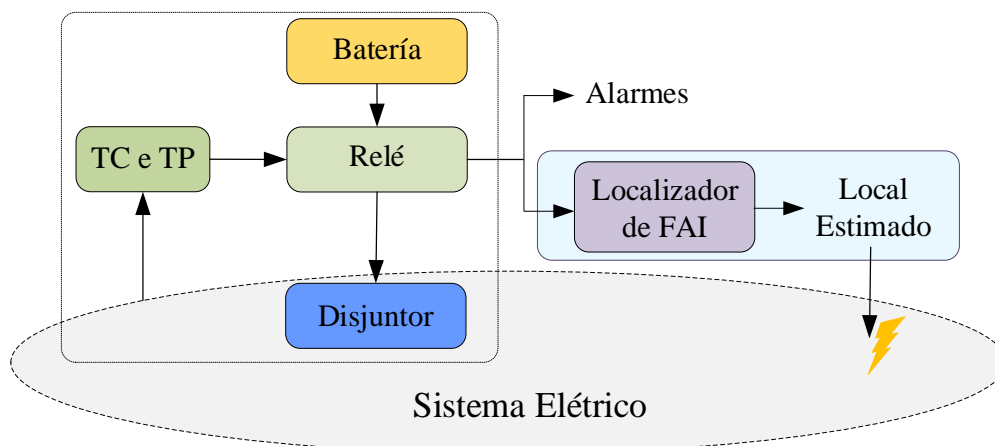 Batería
Alarmes
TC e TP
Relé
Localizador
de FAI
Local
Estimado
Disjuntor
Sistema Elétrico